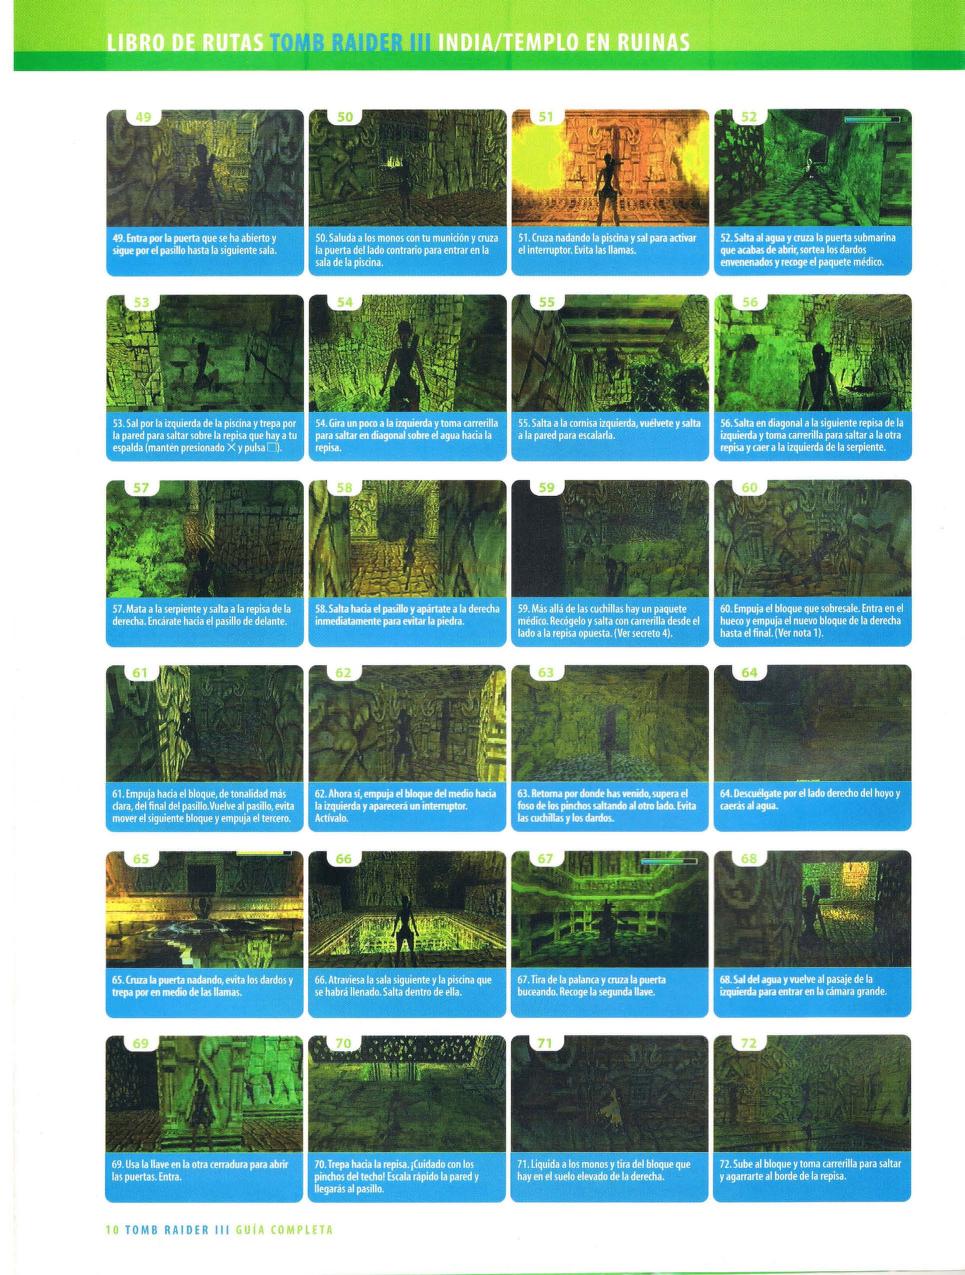 LIBRO DE RUTAS TOMB RAIDER III INDIA/TEMPLO EN RUINAS
49
49. Entra por la puerta que se ha abierto y
sigue por el pasillo hasta la siguiente sala.
50
50. Saluda a los monos con tu munición y cruza
la puerta del lado contrario para entrar en la
sala de la piscina.
51
51. Cruza nadando la piscina y sal para activar
el interruptor. Evita las llamas.
52
52. Salta al agua y cruza la puerta submarina
que acabas de abrir, sortea los dardos
envenenados y recoge el paquete médico.
53
53. Sal por la izquierda de la piscina y trepa por
la pared para saltar sobre la repisa que hay a tu
espalda (mantén presionado ✕ y pulsa □).
54
54. Gira un poco a la izquierda y toma carrerilla
para saltar en diagonal sobre el agua hacia la
repisa.
55
55. Salta a la cornisa izquierda, vuélvete y salta
a la pared para escalarla.
56
56. Salta en diagonal a la siguiente repisa de la
izquierda y toma carrerilla para saltar a la otra
repisa y caer a la izquierda de la serpiente.
57
57. Mata a la serpiente y salta a la repisa de la
derecha. Encárate hacia el pasillo de delante.
58
58. Salta hacia el pasillo y apártate a la derecha
inmediatamente para evitar la piedra.
59
59. Más allá de las cuchillas hay un paquete
médico. Recógelo y salta con carrerilla desde el
lado a la repisa opuesta. (Ver secreto 4).
60
60. Empuja el bloque que sobresale. Entra en el
hueco y empuja el nuevo bloque de la derecha
hasta el final. (Ver nota 1).
61
61. Empuja hacia el bloque, de tonalidad más
clara, del final del pasillo. Vuelve al pasillo, evita
mover el siguiente bloque y empuja el tercero.
62
62. Ahora sí, empuja el bloque del medio hacia
la izquierda y aparecerá un interruptor.
Actívalo.
63
63. Retorna por donde has venido, supera el
foso de los pinchos saltando al otro lado. Evita
las cuchillas y los dardos.
64
64. Descuélgate por el lado derecho del hoyo y
caerás al agua.
65
65. Cruza la puerta nadando, evita los dardos y
trepa por en medio de las llamas.
66
66. Atraviesa la sala siguiente y la piscina que
se habrá llenado. Salta dentro de ella.
67
67. Tira de la palanca y cruza la puerta
buceando. Recoge la segunda llave.
68
68. Sal del agua y vuelve al pasaje de la
izquierda para entrar en la cámara grande.
69
69. Usa la llave en la otra cerradura para abrir
las puertas. Entra.
70
70. Trepa hacia la repisa. ¡Cuidado con los
pinchos del techo! Escala rápido la pared y
llegarás al pasillo.
71
71. Liquida a los monos y tira del bloque que
hay en el suelo elevado de la derecha.
72
72. Sube al bloque y toma carrerilla para saltar
y agarrarte al borde de la repisa.
10 TOMB RAIDER III GUÍA COMPLETA